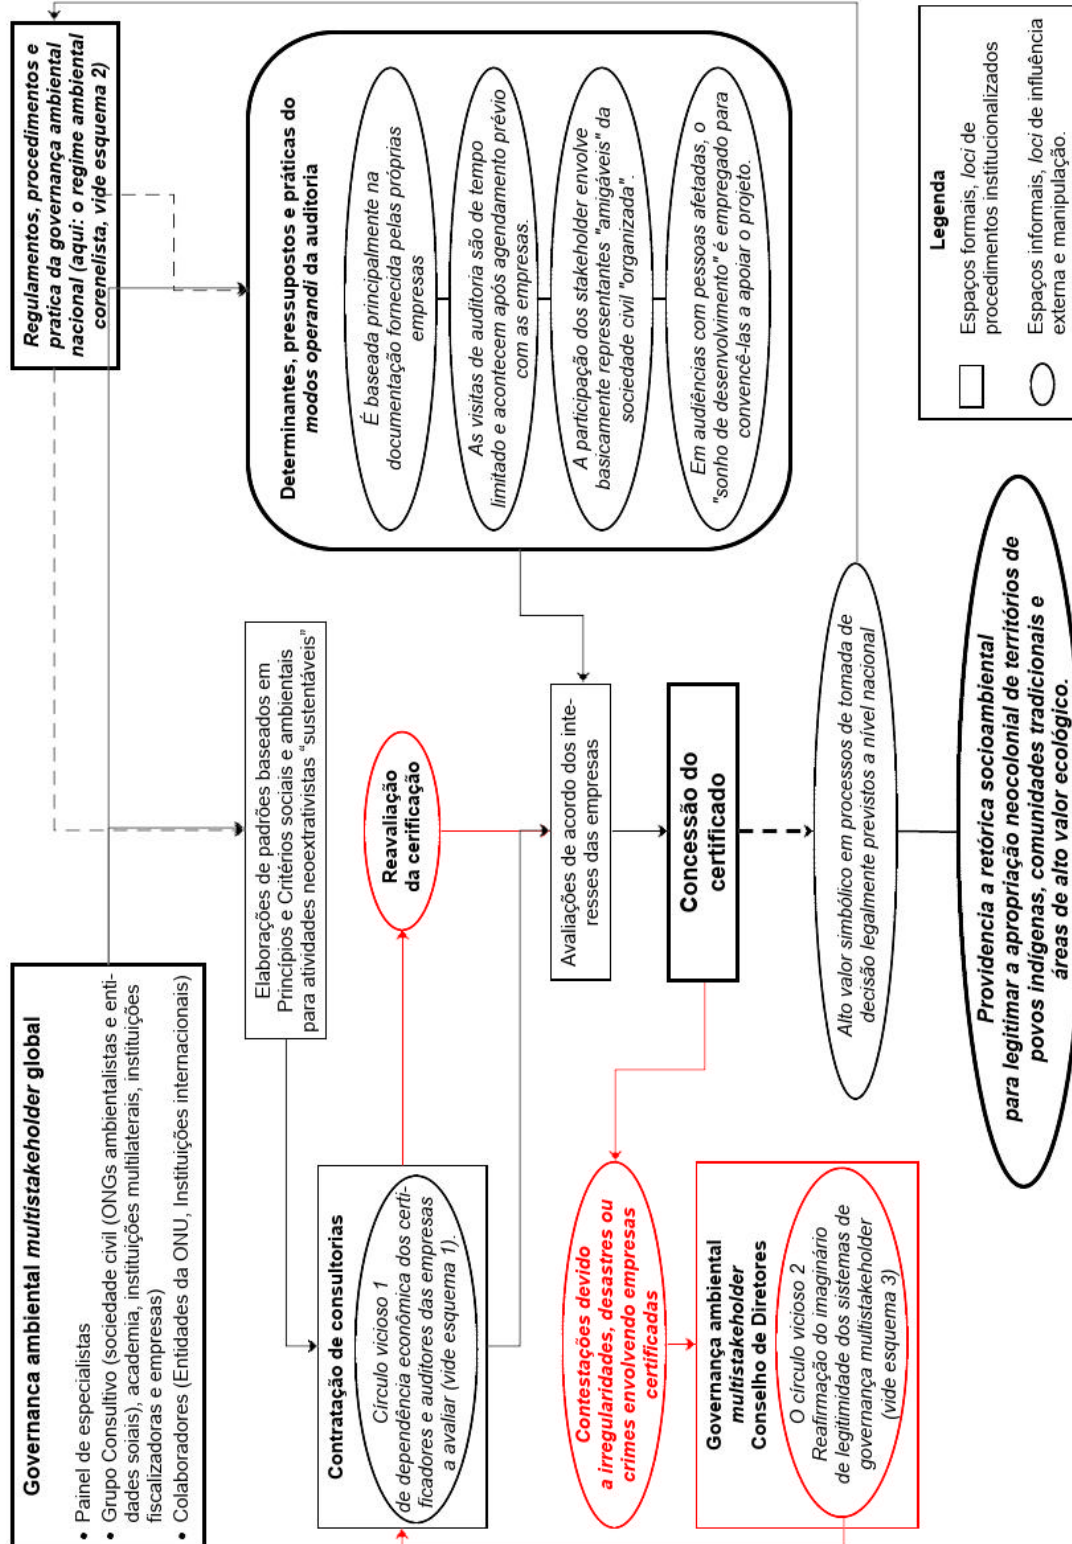 Governanca ambiental multistakeholder global
• Painel de especialistas
• Grupo Consultivo (sociedade civil (ONGs ambientalistas e enti-
dades soiais), academia, instituições multilaterais, instituições
fiscalizadoras e empresas)
• Colaboradores (Entidades da ONU, Instituições internacionais)
Regulamentos, procedimentos e
pratica da governança ambiental
nacional (aqui: o regime ambiental
corenelista, vide esquema 2)
Elaborações de padrões baseados em
Princípios e Critérios sociais e ambientais
para atividades neoextrativistas “sustentáveis”
Determinantes, pressupostos e práticas do
modos operandi da auditoria
É baseada principalmente na
documentação fornecida pelas próprias
empresas
As visitas de auditoria são de tempo
limitado e acontecem após agendamento prévio
com as empresas.
A participação dos stakeholder envolve
basicamente representantes "amigáveis" da
sociedade civil "organizada".
Em audiências com pessoas afetadas, o
"sonho de desenvolvimento" é empregado para
convencê-las a apoiar o projeto.
Contratação de consultorias
Círculo vicioso 1
de dependência econômica dos certi-
ficadores e auditores das empresas
a avaliar (vide esquema 1).
Reavaliação
da cerificação
Avaliações de acordo dos inte-
resses das empresas
Contestações devido
a irregularidades, desastres ou
crimes envolvendo empresas
certificadas
Concessão do
certificado
Governança ambiental
multistakeholder
Conselho de Diretores
O círculo vicioso 2
Reafirmação do imaginário
de legitimidade dos sistemas de
governança multistakeholder
(vide esquema 3)
Alto valor simbólico em processos de tomada de
decisão legalmente previstos a nível nacional
Providencia a retórica socioambiental
para legitimar a apropriação neocolonial de territórios de
povos indígenas, comunidades tradicionais e
áreas de alto valor ecológico.
Legenda
Espaços formais, loci de
procedimentos institucionalizados
Espaços informais, loci de influência
externa e manipulação.